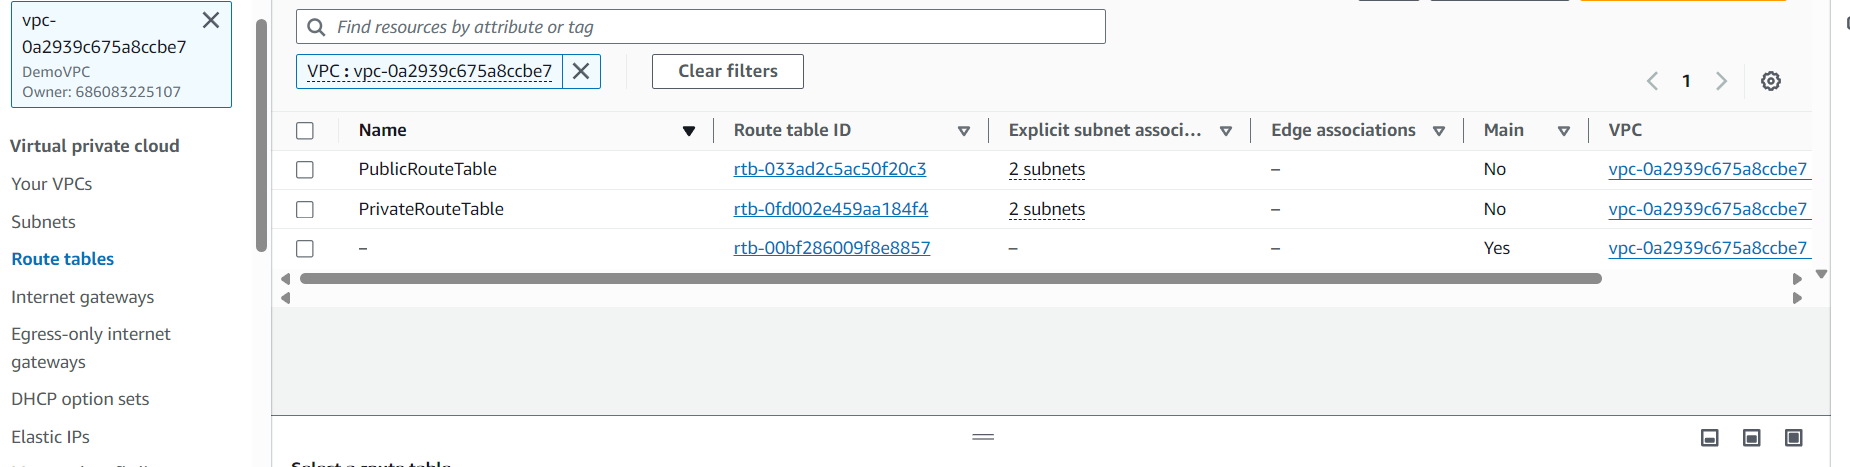 vpc-
0a2939c675a8ccbe7
DemoVPC
Owner: 686083225107
Virtual private cloud
Your VPCs
Subnets
Route tables
Internet gateways
Egress-only internet
gateways
DHCP option sets
Elastic IPs
Find resources by attribute or tag
VPC : vpc-0a2939c675a8ccbe7
Clear filters
1
Name Route table ID Explicit subnet associ... Edge associations Main VPC
PublicRouteTable rtb-033ad2c5ac50f20c3 2 subnets – No vpc-0a2939c675a8ccbe7
PrivateRouteTable rtb-0fd002e459aa184f4 2 subnets – No vpc-0a2939c675a8ccbe7
– rtb-00bf286009f8e8857 – – Yes vpc-0a2939c675a8ccbe7
Select a route table